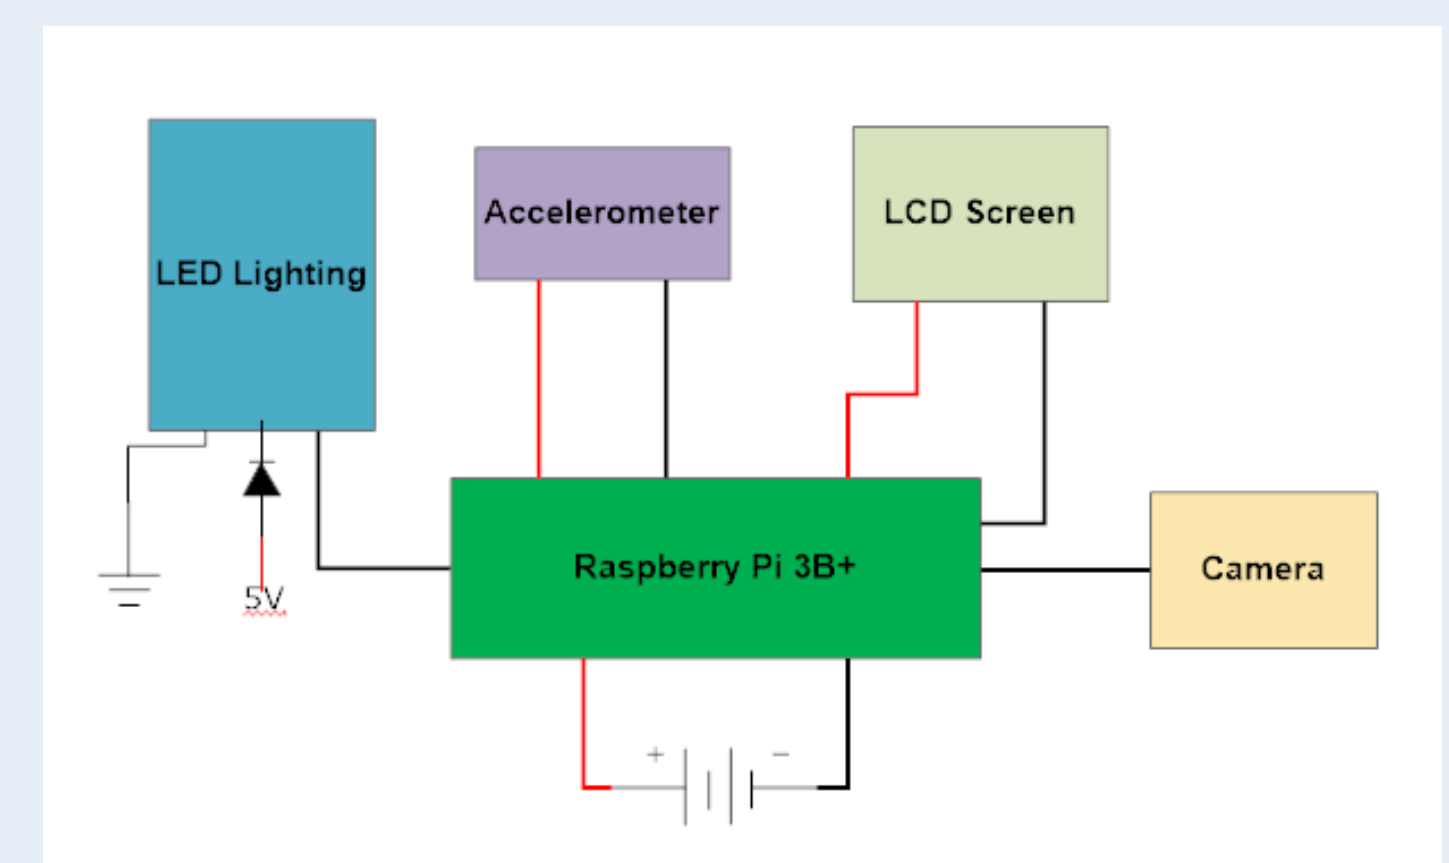 LED Lighting
Accelerometer
LCD Screen
5V
Raspberry Pi 3B+
Camera
+ −